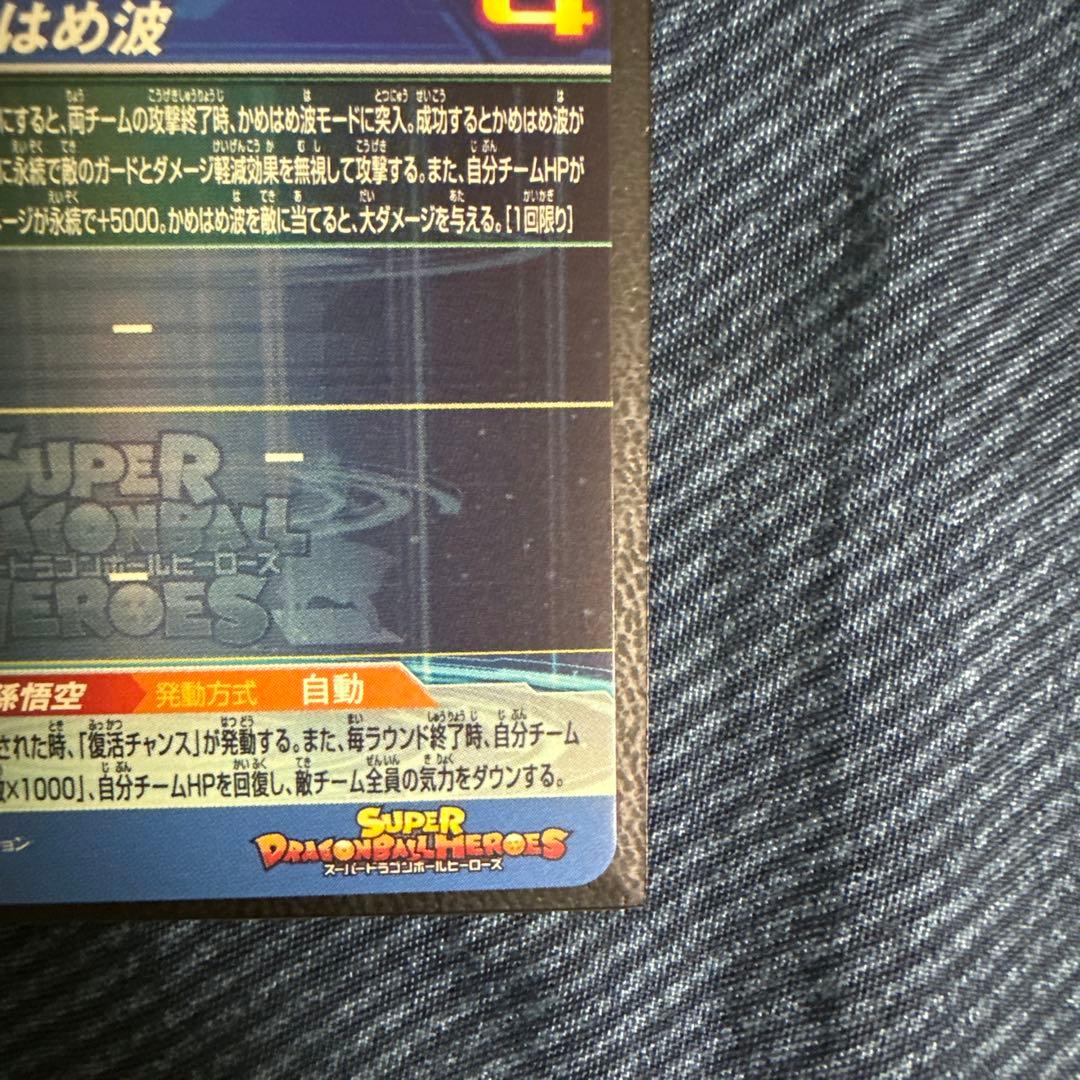 はめ波
にすると、両チームの攻撃終了時、かめはめ波モードに突入。成功するとかめはめ波が
に永続で敵のガードとダメージ軽減効果を無視して攻撃する。また、自分チームHPが
ージが永続で+5000。かめはめ波を敵に当てると、大ダメージを与える。[1回限り]
SUPER
DRAGONBALL
ードラゴンボールヒーローズ
HEROES
孫悟空 発動方式 自動
された時、「復活チャンス」が発動する。また、毎ラウンド終了時、自分チーム
数×1000」、自分チームHPを回復し、敵チーム全員の気力をダウンする。
ョン
SUPER
DRAGONBALL HEROES
スーパードラゴンボールヒーローズ